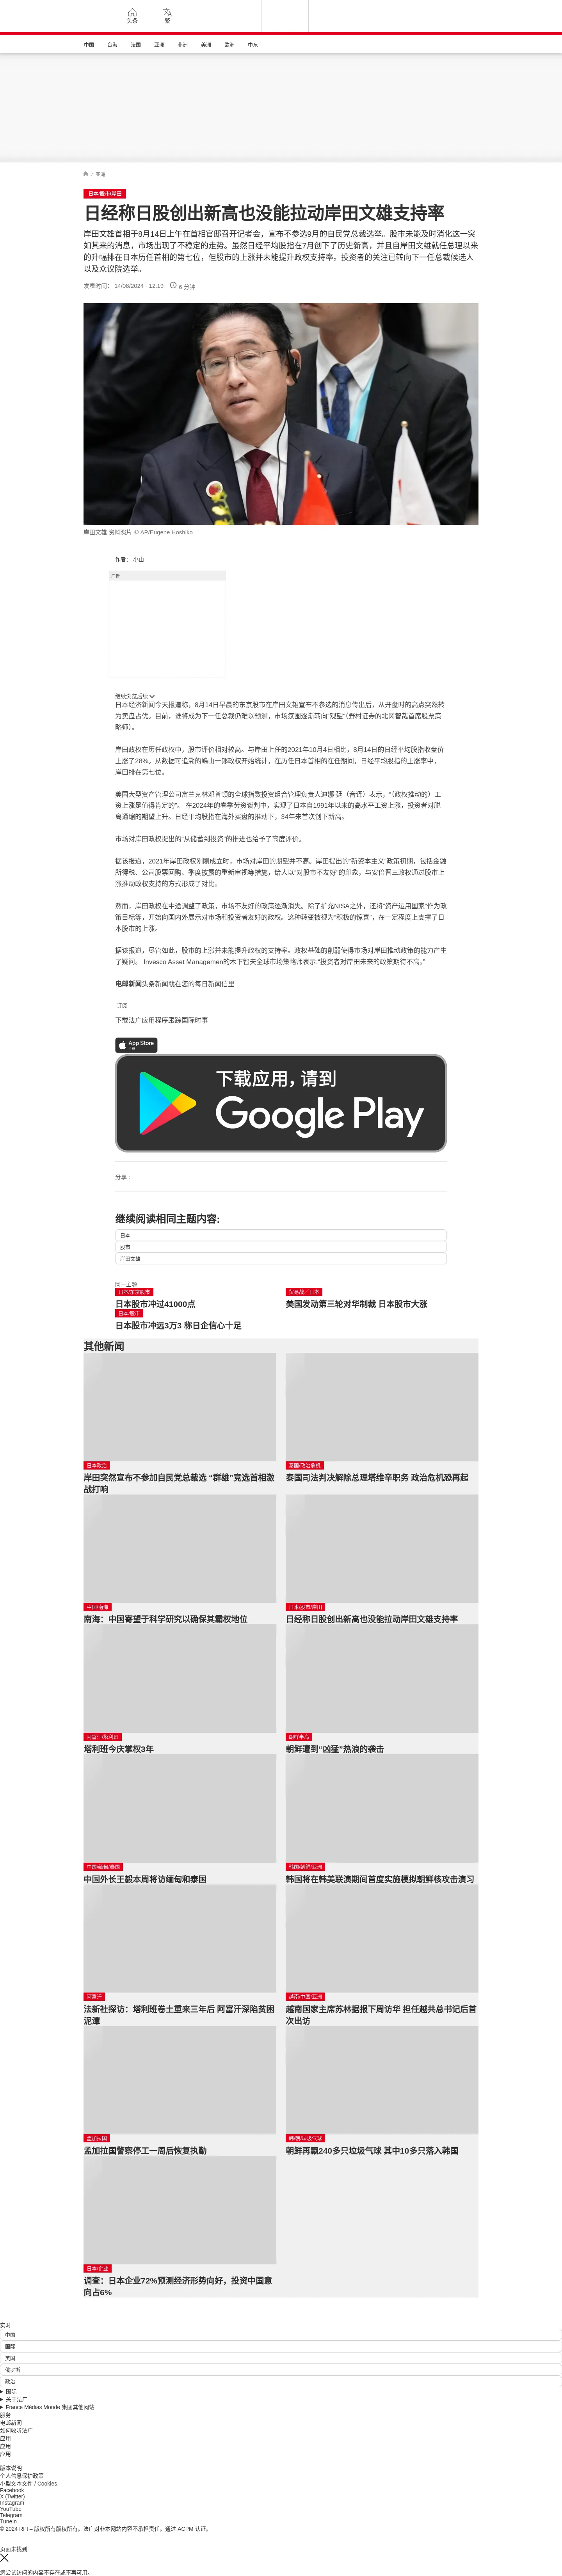 头条
繁
中国 台海 法国 亚洲 非洲 美洲 欧洲 中东
/ 亚洲
日本/股市/岸田
日经称日股创出新高也没能拉动岸田文雄支持率
岸田文雄首相于8月14日上午在首相官邸召开记者会，宣布不参选9月的自民党总裁选举。股市未能及时消化这一突
如其来的消息，市场出现了不稳定的走势。虽然日经平均股指在7月创下了历史新高，并且自岸田文雄就任总理以来
的升幅排在日本历任首相的第七位，但股市的上涨并未能提升政权支持率。投资者的关注已转向下一任总裁候选人
以及众议院选举。
发表时间： 14/08/2024 - 12:19 6 分钟
岸田文雄 资料照片 © AP/Eugene Hoshiko
作者： 小山
广告
继续浏览后续
日本经济新闻今天报道称，8月14日早晨的东京股市在岸田文雄宣布不参选的消息传出后，从开盘时的高点突然转
为卖盘占优。目前，谁将成为下一任总裁仍难以预测，市场氛围逐渐转向“观望”（野村证券的北冈智哉首席股票策
略师）。
岸田政权在历任政权中，股市评价相对较高。与岸田上任的2021年10月4日相比，8月14日的日经平均股指收盘价
上涨了28%。从数据可追溯的鸠山一郎政权开始统计，在历任日本首相的在任期间，日经平均股指的上涨率中，
岸田排在第七位。
美国大型资产管理公司富兰克林邓普顿的全球指数投资组合管理负责人迪娜·廷（音译）表示，“（政权推动的）工
资上涨是值得肯定的”。 在2024年的春季劳资谈判中，实现了日本自1991年以来的高水平工资上涨，投资者对脱
离通缩的期望上升。日经平均股指在海外买盘的推动下，34年来首次创下新高。
市场对岸田政权提出的“从储蓄到投资”的推进也给予了高度评价。
据该报道，2021年岸田政权刚刚成立时，市场对岸田的期望并不高。岸田提出的“新资本主义”政策初期，包括金融
所得税、公司股票回购、季度披露的重新审视等措施，给人以“对股市不友好”的印象，与安倍晋三政权通过股市上
涨推动政权支持的方式形成了对比。
然而，岸田政权在中途调整了政策，市场不友好的政策逐渐消失。除了扩充NISA之外，还将“资产运用国家”作为政
策目标等，开始向国内外展示对市场和投资者友好的政权。这种转变被视为“积极的惊喜”，在一定程度上支撑了日
本股市的上涨。
据该报道，尽管如此，股市的上涨并未能提升政权的支持率。政权基础的削弱使得市场对岸田推动政策的能力产生
了疑问。 Invesco Asset Managemen的木下智夫全球市场策略师表示:“投资者对岸田未来的政策期待不高。”
电邮新闻头条新闻就在您的每日新闻信里
订阅
下载法广应用程序跟踪国际时事
App Store
下载
下载应用，请到
Google Play
分享 :
继续阅读相同主题内容:
日本
股市
岸田文雄
同一主题
日本/东京股市
日本股市冲过41000点
贸易战／日本
美国发动第三轮对华制裁 日本股市大涨
日本/股市
日本股市冲远3万3 称日企信心十足
其他新闻
日本政治
岸田突然宣布不参加自民党总裁选 “群雄”竞选首相激
战打响
泰国/政治危机
泰国司法判决解除总理塔维辛职务 政治危机恐再起
中国/南海
南海：中国寄望于科学研究以确保其霸权地位
日本/股市/岸田
日经称日股创出新高也没能拉动岸田文雄支持率
阿富汗/塔利班
塔利班今庆掌权3年
朝鲜半岛
朝鲜遭到“凶猛”热浪的袭击
中国/缅甸/泰国
中国外长王毅本周将访缅甸和泰国
韩国/朝鲜/亚洲
韩国将在韩美联演期间首度实施模拟朝鲜核攻击演习
阿富汗
法新社探访：塔利班卷土重来三年后 阿富汗深陷贫困
泥潭
越南/中国/亚洲
越南国家主席苏林据报下周访华 担任越共总书记后首
次出访
孟加拉国
孟加拉国警察停工一周后恢复执勤
韩/朝/垃圾气球
朝鲜再飘240多只垃圾气球 其中10多只落入韩国
日本/企业
调查：日本企业72%预测经济形势向好，投资中国意
向占6%
实时
中国
国际
美国
俄罗斯
政治
国际
关于法广
France Médias Monde 集团其他网站
服务
电邮新闻
如何收听法广
应用
应用
应用
版本说明
个人信息保护政策
小型文本文件 / Cookies
Facebook
X (Twitter)
Instagram
YouTube
Telegram
TuneIn
© 2024 RFI – 版权所有版权所有。法广对非本网站内容不承担责任。通过 ACPM 认证。
页面未找到
您尝试访问的内容不存在或不再可用。